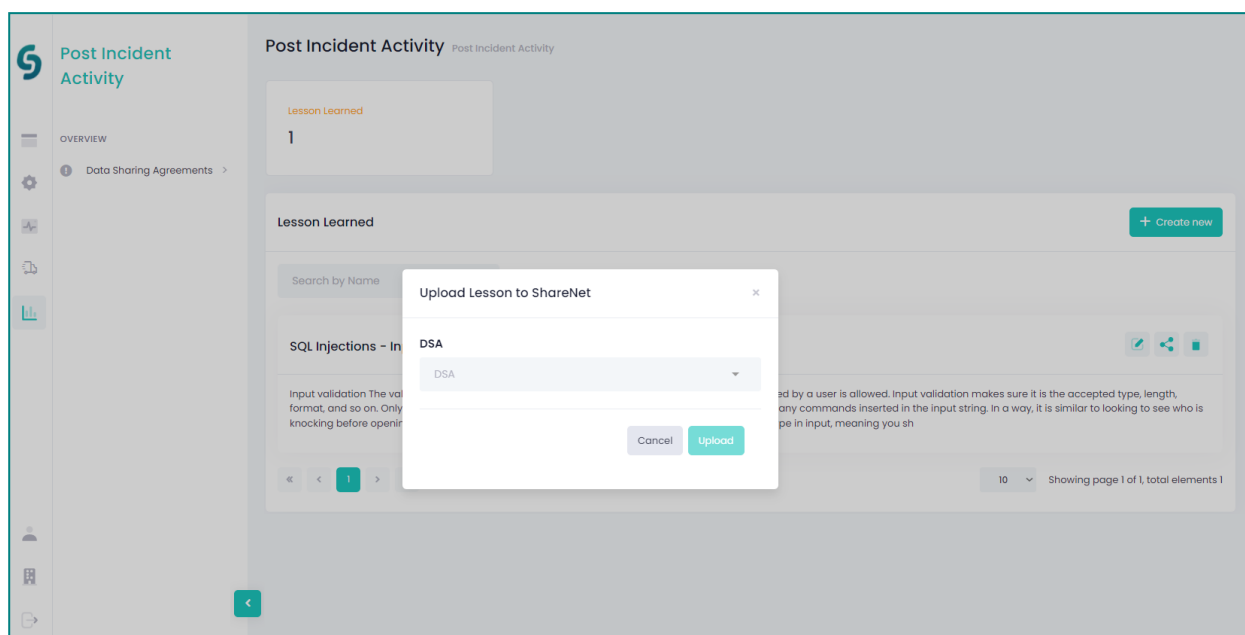 Post Incident
Activity
OVERVIEW
Data Sharing Agreements
Post Incident Activity Post Incident Activity
Lesson Learned
1
Lesson Learned
+ Create new
Search by Name
Upload Lesson to ShareNet
DSA
DSA
Cancel Upload
SQL Injections - In
Input validation The val ed by a user is allowed. Input validation makes sure it is the accepted type, length,
format, and so on. Only any commands inserted in the input string. In a way, it is similar to looking to see who is
knocking before openin pe in input, meaning you sh
« < 1 >
10 Showing page 1 of 1, total elements 1